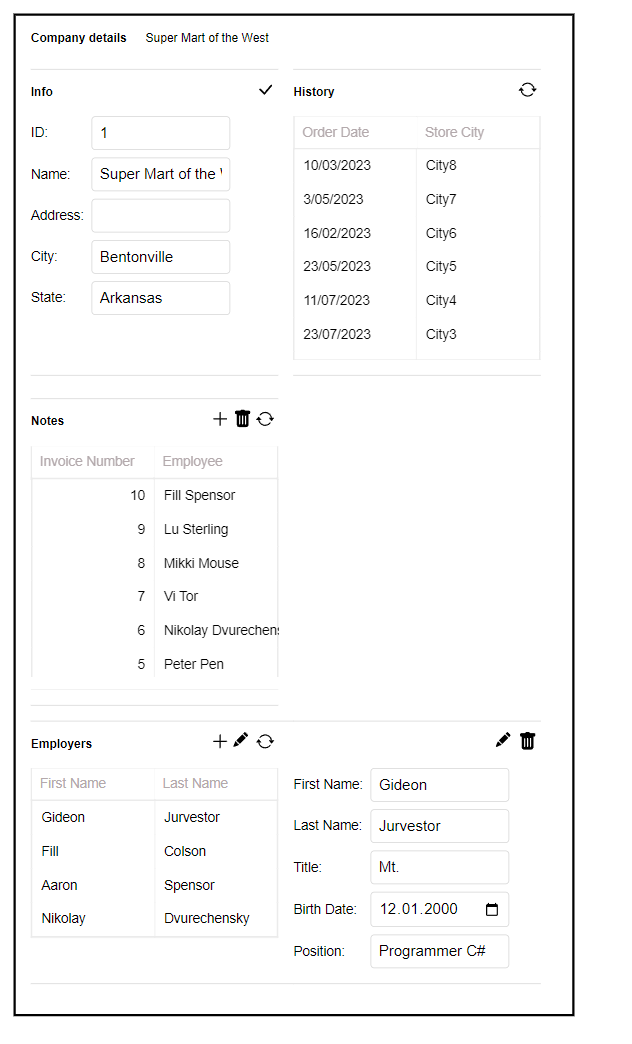 Company details Super Mart of the West
Info
ID: 1
Name: Super Mart of the
Address:
City: Bentonville
State: Arkansas
History
Order Date Store City
10/03/2023 City8
3/05/2023 City7
16/02/2023 City6
23/05/2023 City5
11/07/2023 City4
23/07/2023 City3
Notes
Invoice Number Employee
10 Fill Spensor
9 Lu Sterling
8 Mikki Mouse
7 Vi Tor
6 Nikolay Dvurechen
5 Peter Pen
Employers
First Name Last Name
Gideon Jurvestor
Fill Colson
Aaron Spensor
Nikolay Dvurechensky
First Name: Gideon
Last Name: Jurvestor
Title: Mt.
Birth Date: 12.01.2000
Position: Programmer C#